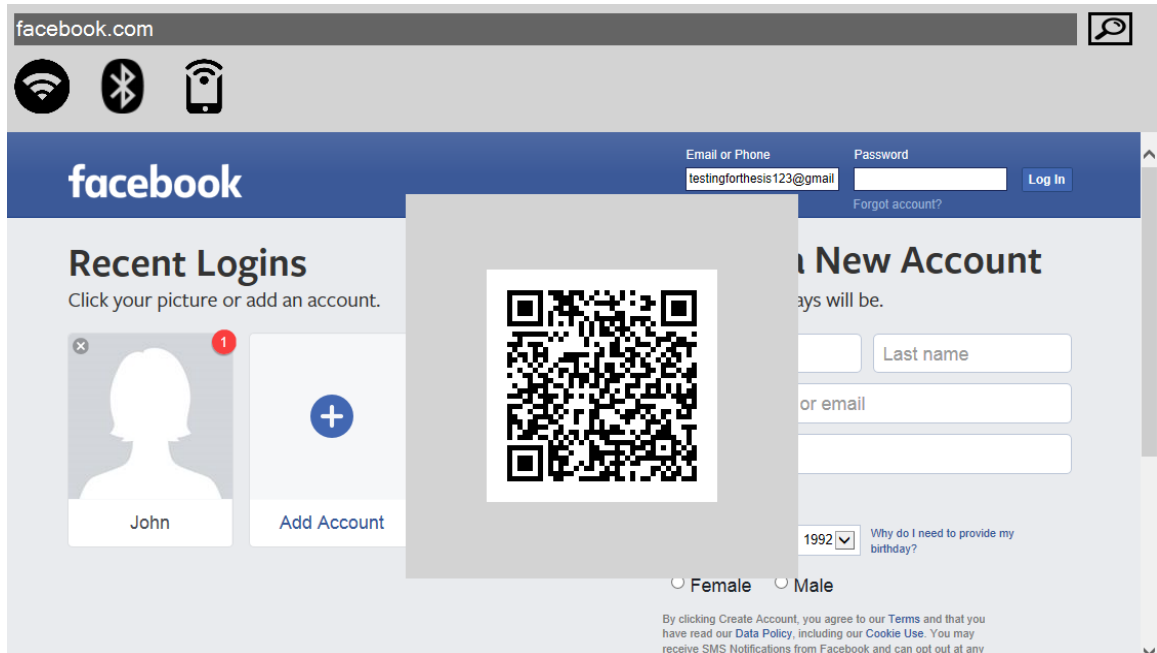 facebook.com
facebook
Email or Phone
Password
testingforthesis123@gmail
Log In
Forgot account?
Recent Logins
Click your picture or add an account.
1
John
Add Account
New Account
ays will be.
Last name
or email
1992
Why do I need to provide my
birthday?
Female
Male
By clicking Create Account, you agree to our Terms and that you
have read our Data Policy, including our Cookie Use. You may
receive SMS Notifications from Facebook and can opt out at any